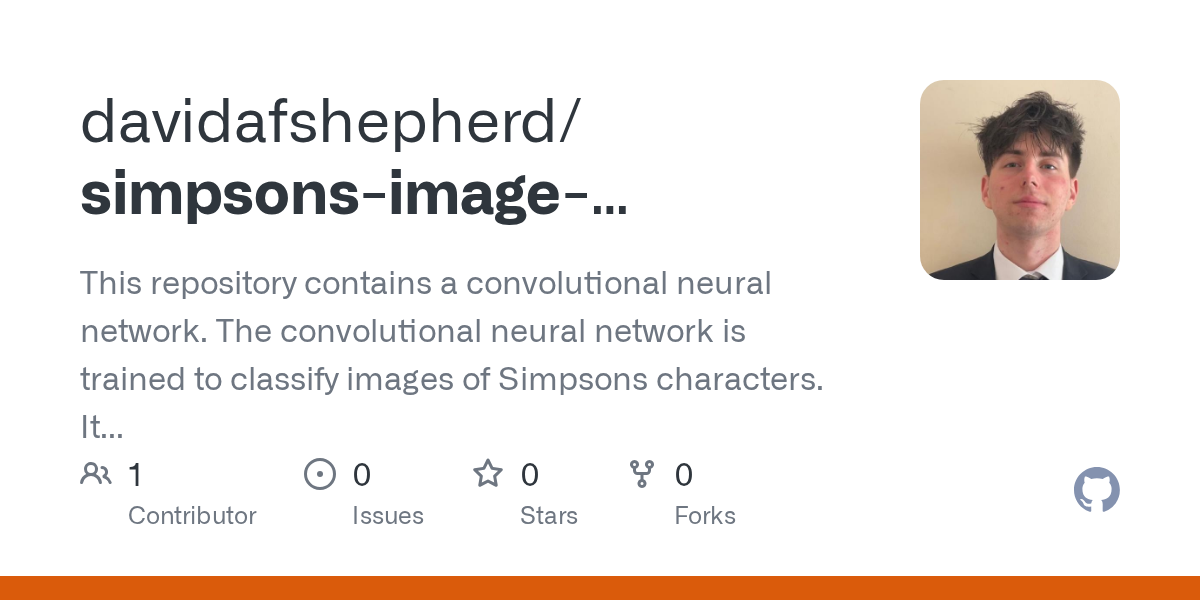 davidafshepherd/
simpsons-image-...
This repository contains a convolutional neural
network. The convolutional neural network is
trained to classify images of Simpsons characters.
It...
1 0 0 0
Contributor Issues Stars Forks